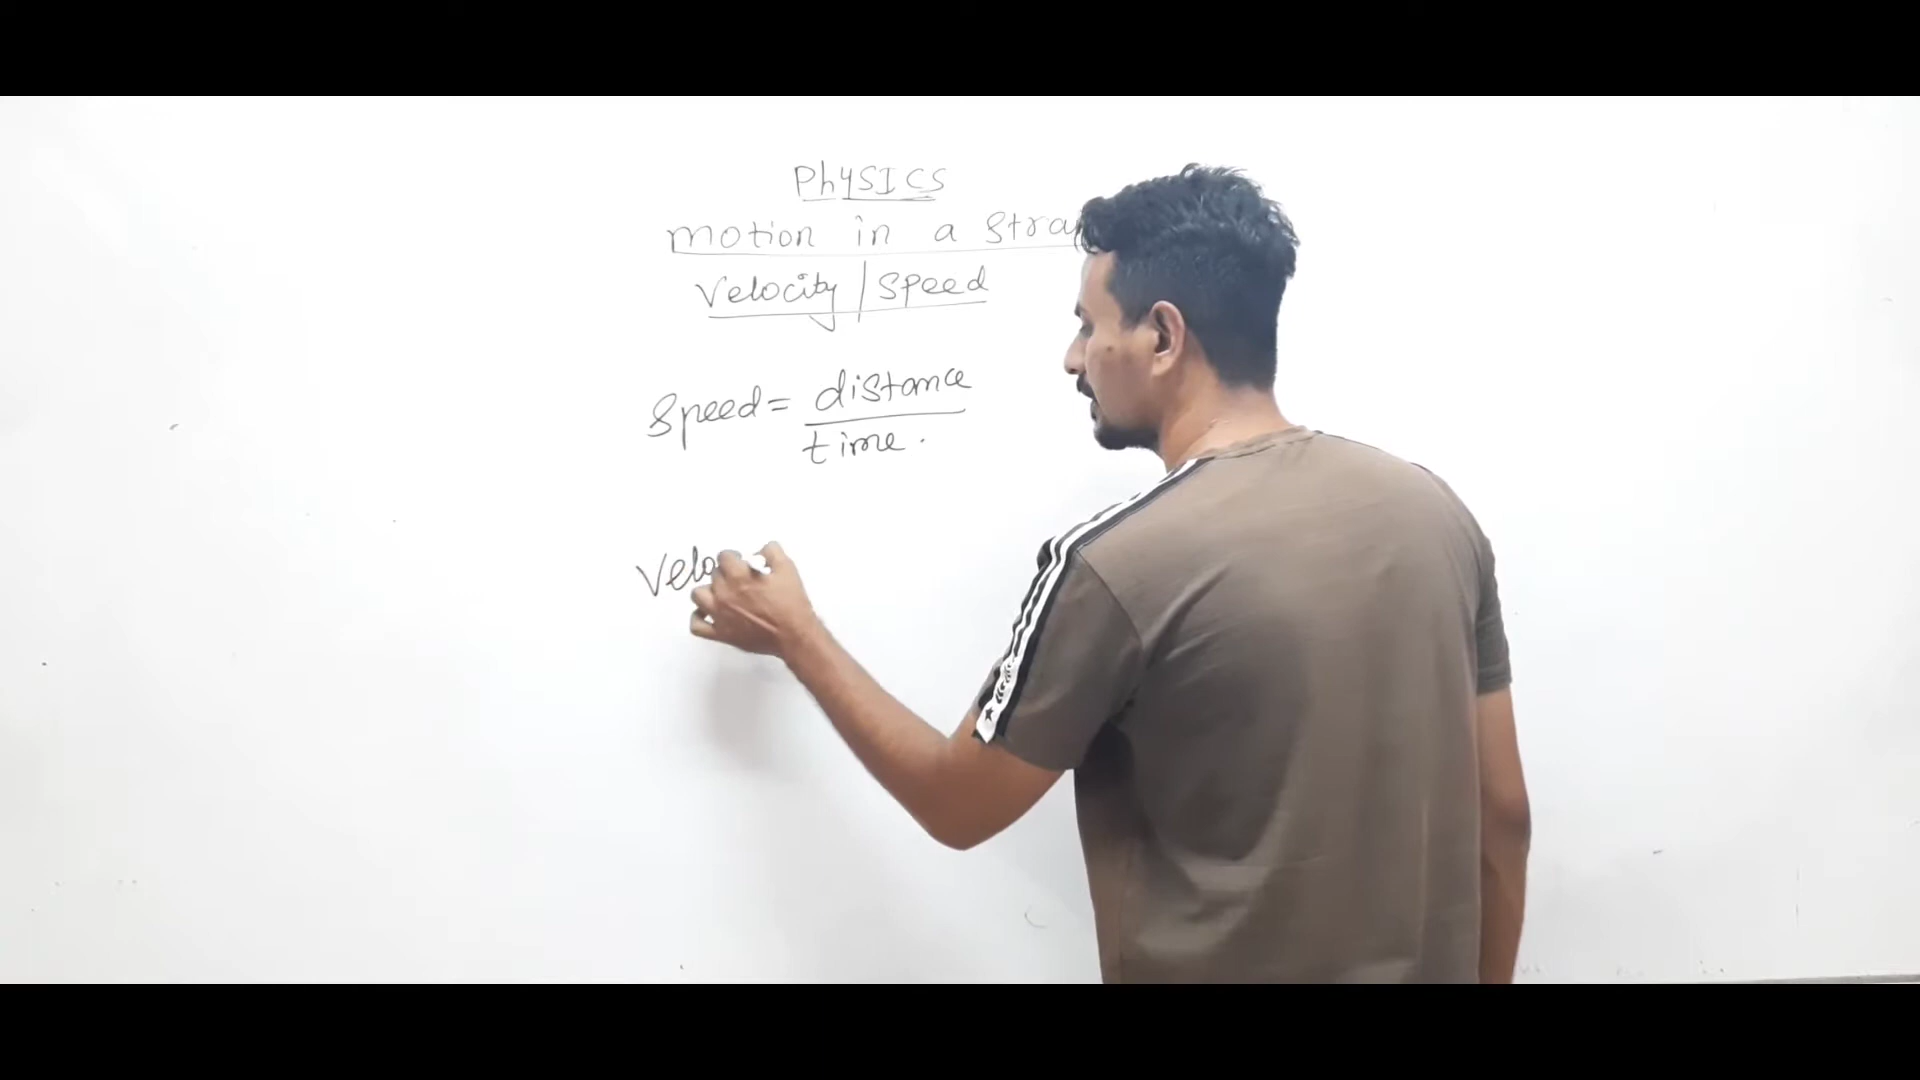 PhYSICS
motion in a stra
Velocity | Speed
Speed = distance
time.
Velo